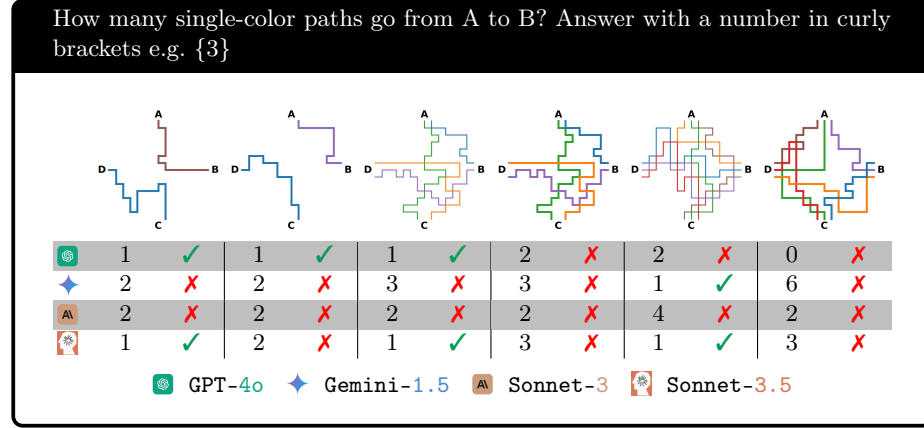 How many single-color paths go from A to B? Answer with a number in curly
brackets e.g. {3}
A A A A A A
D B D B D B D B D B D B
C C C C C C
1 ✓ 1 ✓ 1 ✓ 2 ✗ 2 ✗ 0 ✗
2 ✗ 2 ✗ 3 ✗ 3 ✗ 1 ✓ 6 ✗
2 ✗ 2 ✗ 2 ✗ 2 ✗ 4 ✗ 2 ✗
1 ✓ 2 ✗ 1 ✓ 3 ✗ 1 ✓ 3 ✗
GPT-4o Gemini-1.5 Sonnet-3 Sonnet-3.5